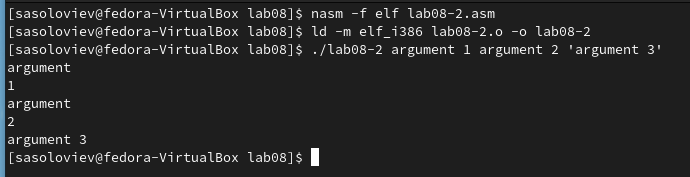 [sasoloviev@fedora-VirtualBox lab08]$ nasm -f elf lab08-2.asm
[sasoloviev@fedora-VirtualBox lab08]$ ld -m elf_i386 lab08-2.o -o lab08-2
[sasoloviev@fedora-VirtualBox lab08]$ ./lab08-2 argument 1 argument 2 'argument 3'
argument
1
argument
2
argument 3
[sasoloviev@fedora-VirtualBox lab08]$